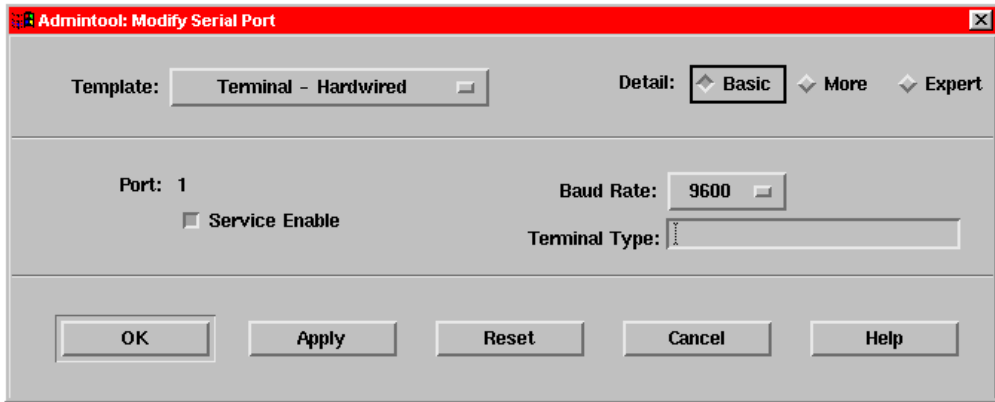 Admintool: Modify Serial Port
Template: Terminal - Hardwired Detail: Basic More Expert
Port: 1 Baud Rate: 9600
Service Enable
Terminal Type:
OK Apply Reset Cancel Help